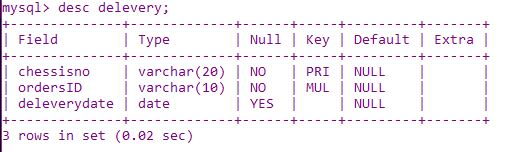 mysql> desc delevery;
+--------------+-------------+------+-----+---------+-------+
| Field        | Type        | Null | Key | Default | Extra |
+--------------+-------------+------+-----+---------+-------+
| chessisno    | varchar(20) | NO   | PRI | NULL    |       |
| ordersID     | varchar(10) | NO   | MUL | NULL    |       |
| deleverydate | date        | YES  |     | NULL    |       |
+--------------+-------------+------+-----+---------+-------+
3 rows in set (0.02 sec)